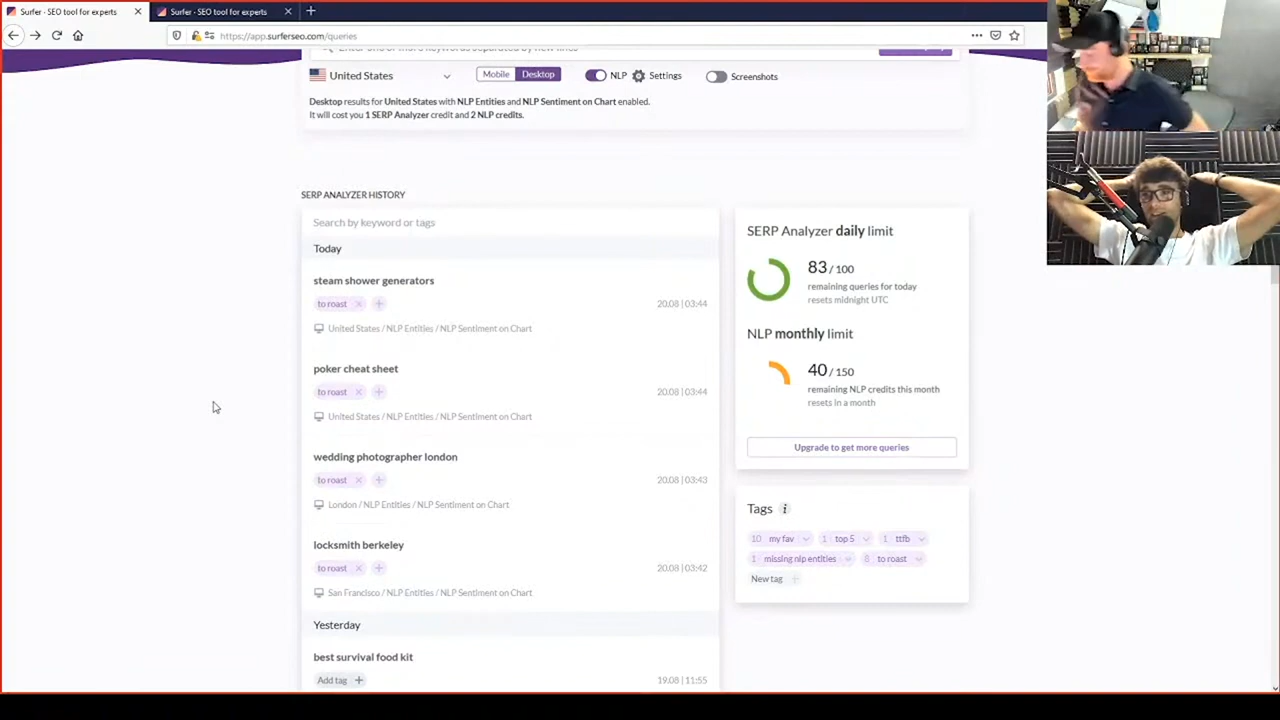 Surfer - SEO tool for experts
Surfer - SEO tool for experts
https://app.surferseo.com/queries
United States
Mobile Desktop
NLP Settings
Screenshots
Desktop results for United States with NLP Entities and NLP Sentiment on Chart enabled.
It will cost you 1 SERP Analyzer credit and 2 NLP credits.
SERP ANALYZER HISTORY
Search by keyword or tags
Today
steam shower generators
to roast
20.08 | 03:44
United States / NLP Entities / NLP Sentiment on Chart
poker cheat sheet
to roast
20.08 | 03:44
United States / NLP Entities / NLP Sentiment on Chart
wedding photographer london
to roast
20.08 | 03:43
London / NLP Entities / NLP Sentiment on Chart
locksmith berkeley
to roast
20.08 | 03:42
San Francisco / NLP Entities / NLP Sentiment on Chart
Yesterday
best survival food kit
Add tag +
19.08 | 11:55
SERP Analyzer daily limit
83 / 100
remaining queries for today
resets midnight UTC
NLP monthly limit
40 / 150
remaining NLP credits this month
resets in a month
Upgrade to get more queries
Tags i
10 my fav 1 top 5 1 ttfb
1 missing nlp entities 8 to roast
New tag +